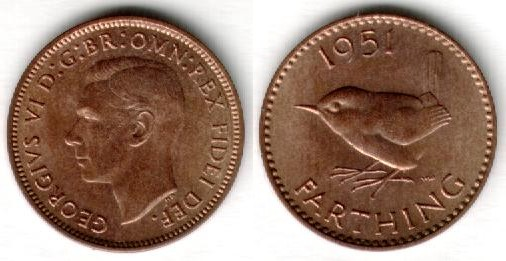 GEORGIVS VI D:G:BR:OMN:REX FIDEI DEF.
1951
FARTHING